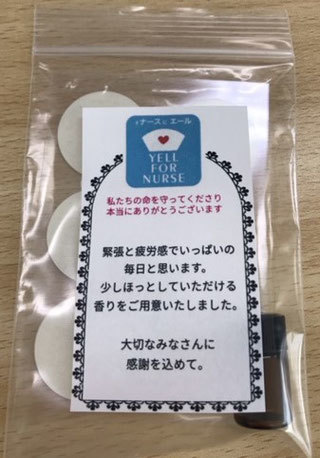 #ナースにエール
YELL
FOR
NURSE
私たちの命を守ってくださり
本当にありがとうございます
緊張と疲労感でいっぱいの
毎日と思います。
少しほっとしていただける
香りをご用意いたしました。
大切なみなさんに
感謝を込めて。